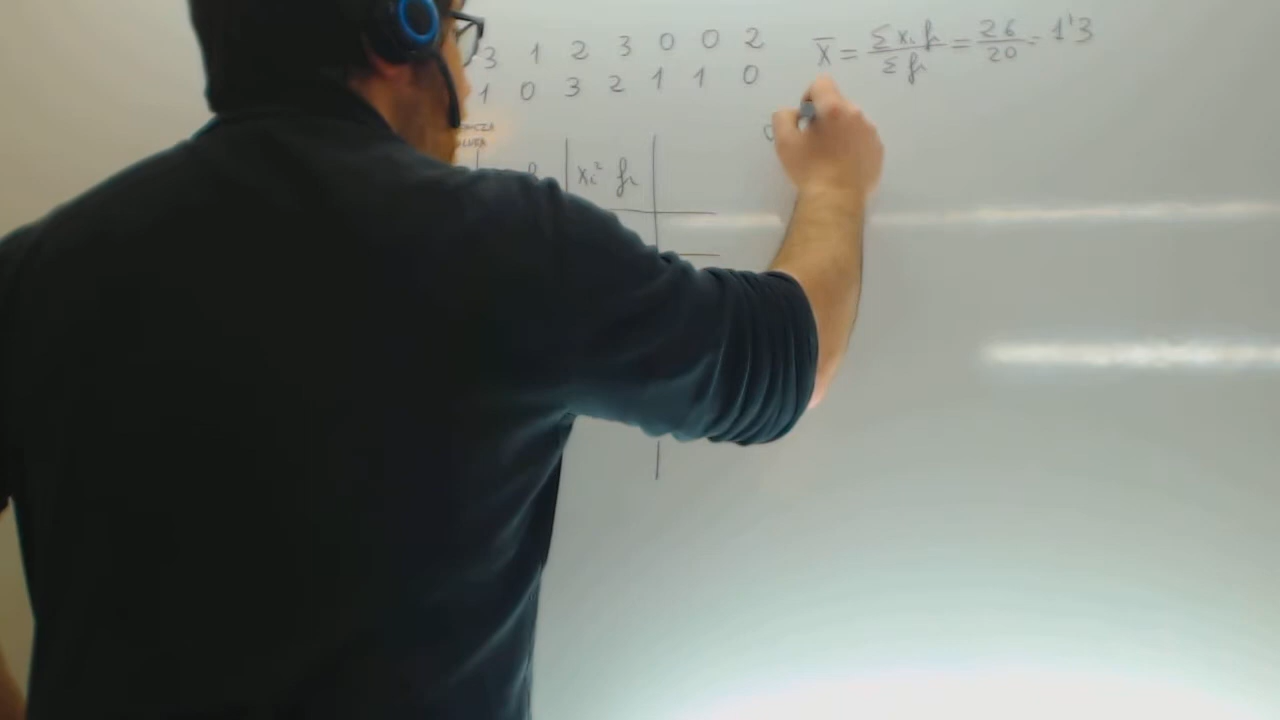 3 1 2 3 0 0 2
1 0 3 2 1 1 0
x̄ = Σxᵢfᵢ / Σfᵢ = 26/20 = 1'3
xᵢ² fᵢ